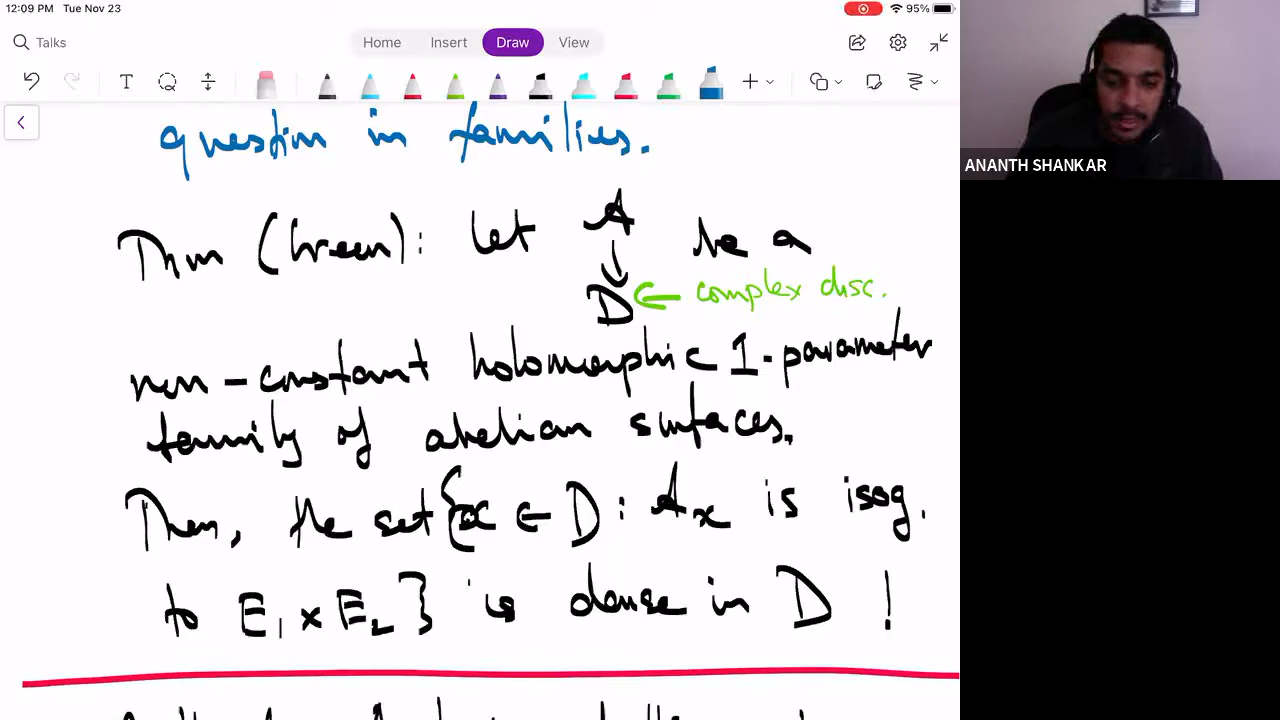 12:09 PM Tue Nov 23
95%
Talks
Home Insert Draw View
question in families.
ANANTH SHANKAR
Thm (Green): Let A be a
↓
D ← complex disc.
non-constant holomorphic 1-parameter
family of abelian surfaces.
Then, the set {x ∈ D : A_x is isog.
to E_1 × E_2 } is dense in D !